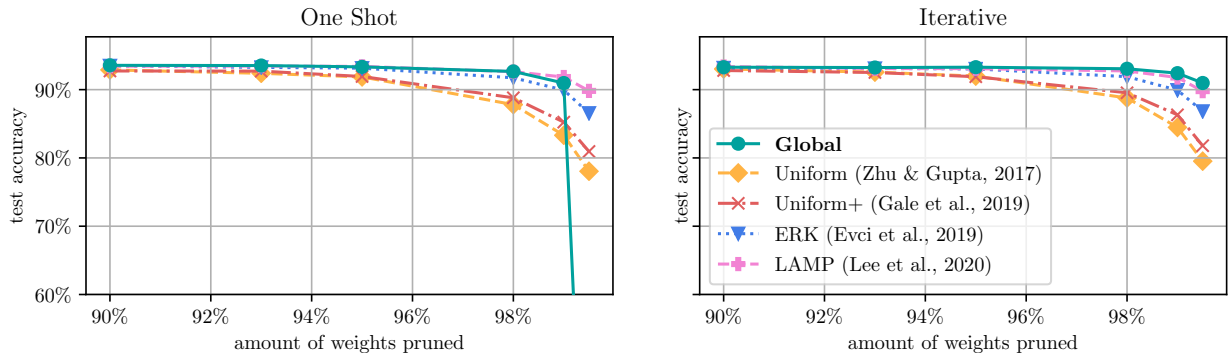 One Shot
90%
80%
70%
60%
test accuracy
90%
92%
94%
96%
98%
amount of weights pruned
Iterative
test accuracy
Global
Uniform (Zhu & Gupta, 2017)
Uniform+ (Gale et al., 2019)
ERK (Evci et al., 2019)
LAMP (Lee et al., 2020)
90%
92%
94%
96%
98%
amount of weights pruned